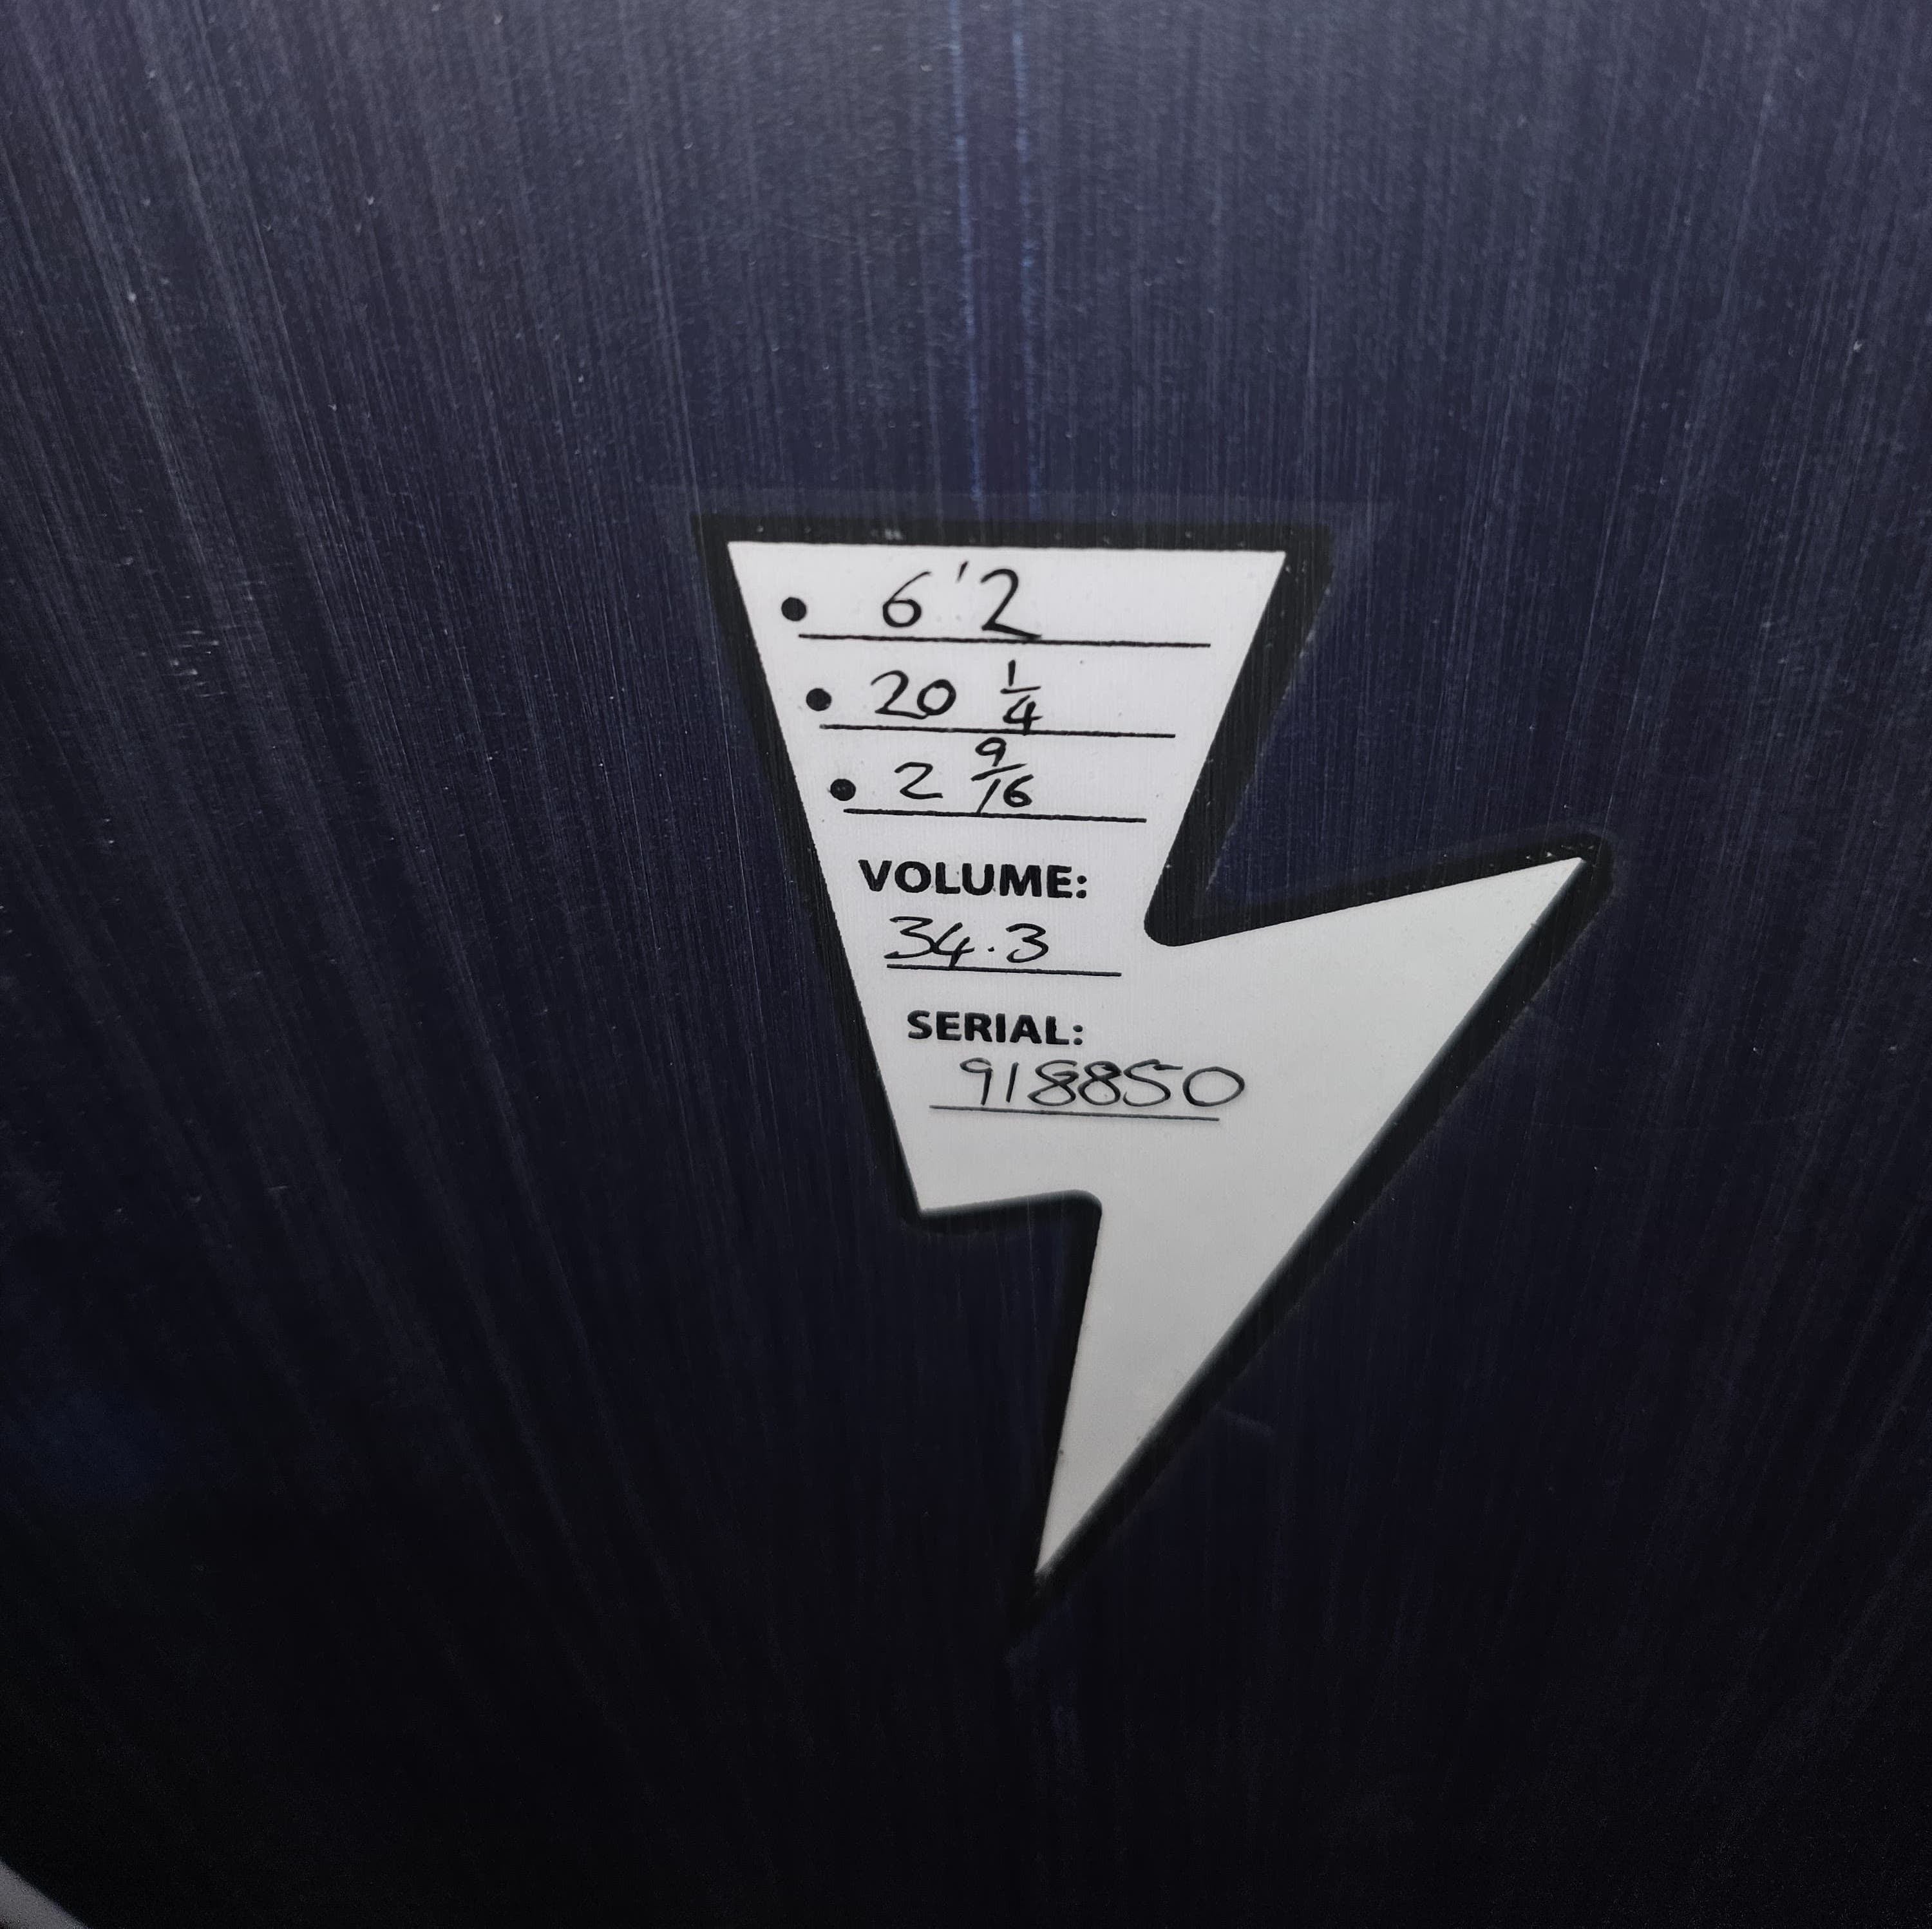 • 6'2
• 20 1/4
• 2 9/16
VOLUME:
34.3
SERIAL:
918850